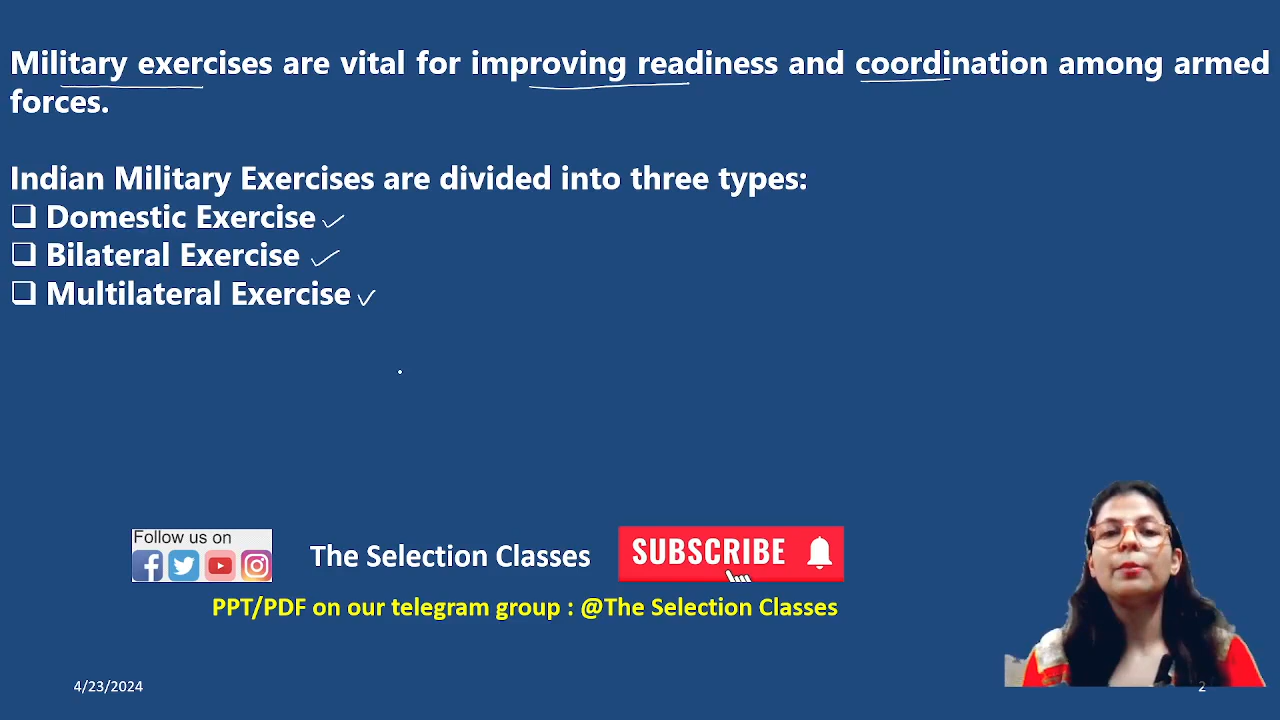 Military exercises are vital for improving readiness and coordination among armed
forces.
Indian Military Exercises are divided into three types:
Domestic Exercise
Bilateral Exercise
Multilateral Exercise
Follow us on
The Selection Classes
SUBSCRIBE
PPT/PDF on our telegram group : @The Selection Classes
4/23/2024
2